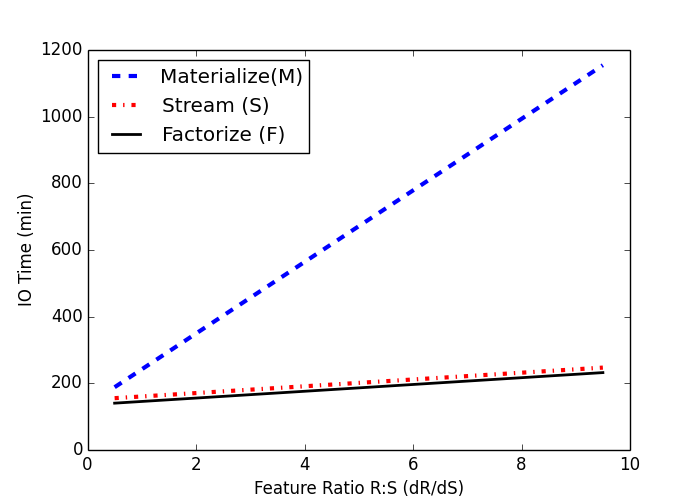 1200
1000
800
600
400
200
0
IO Time (min)
Materialize(M)
Stream (S)
Factorize (F)
0 2 4 6 8 10
Feature Ratio R:S (dR/dS)